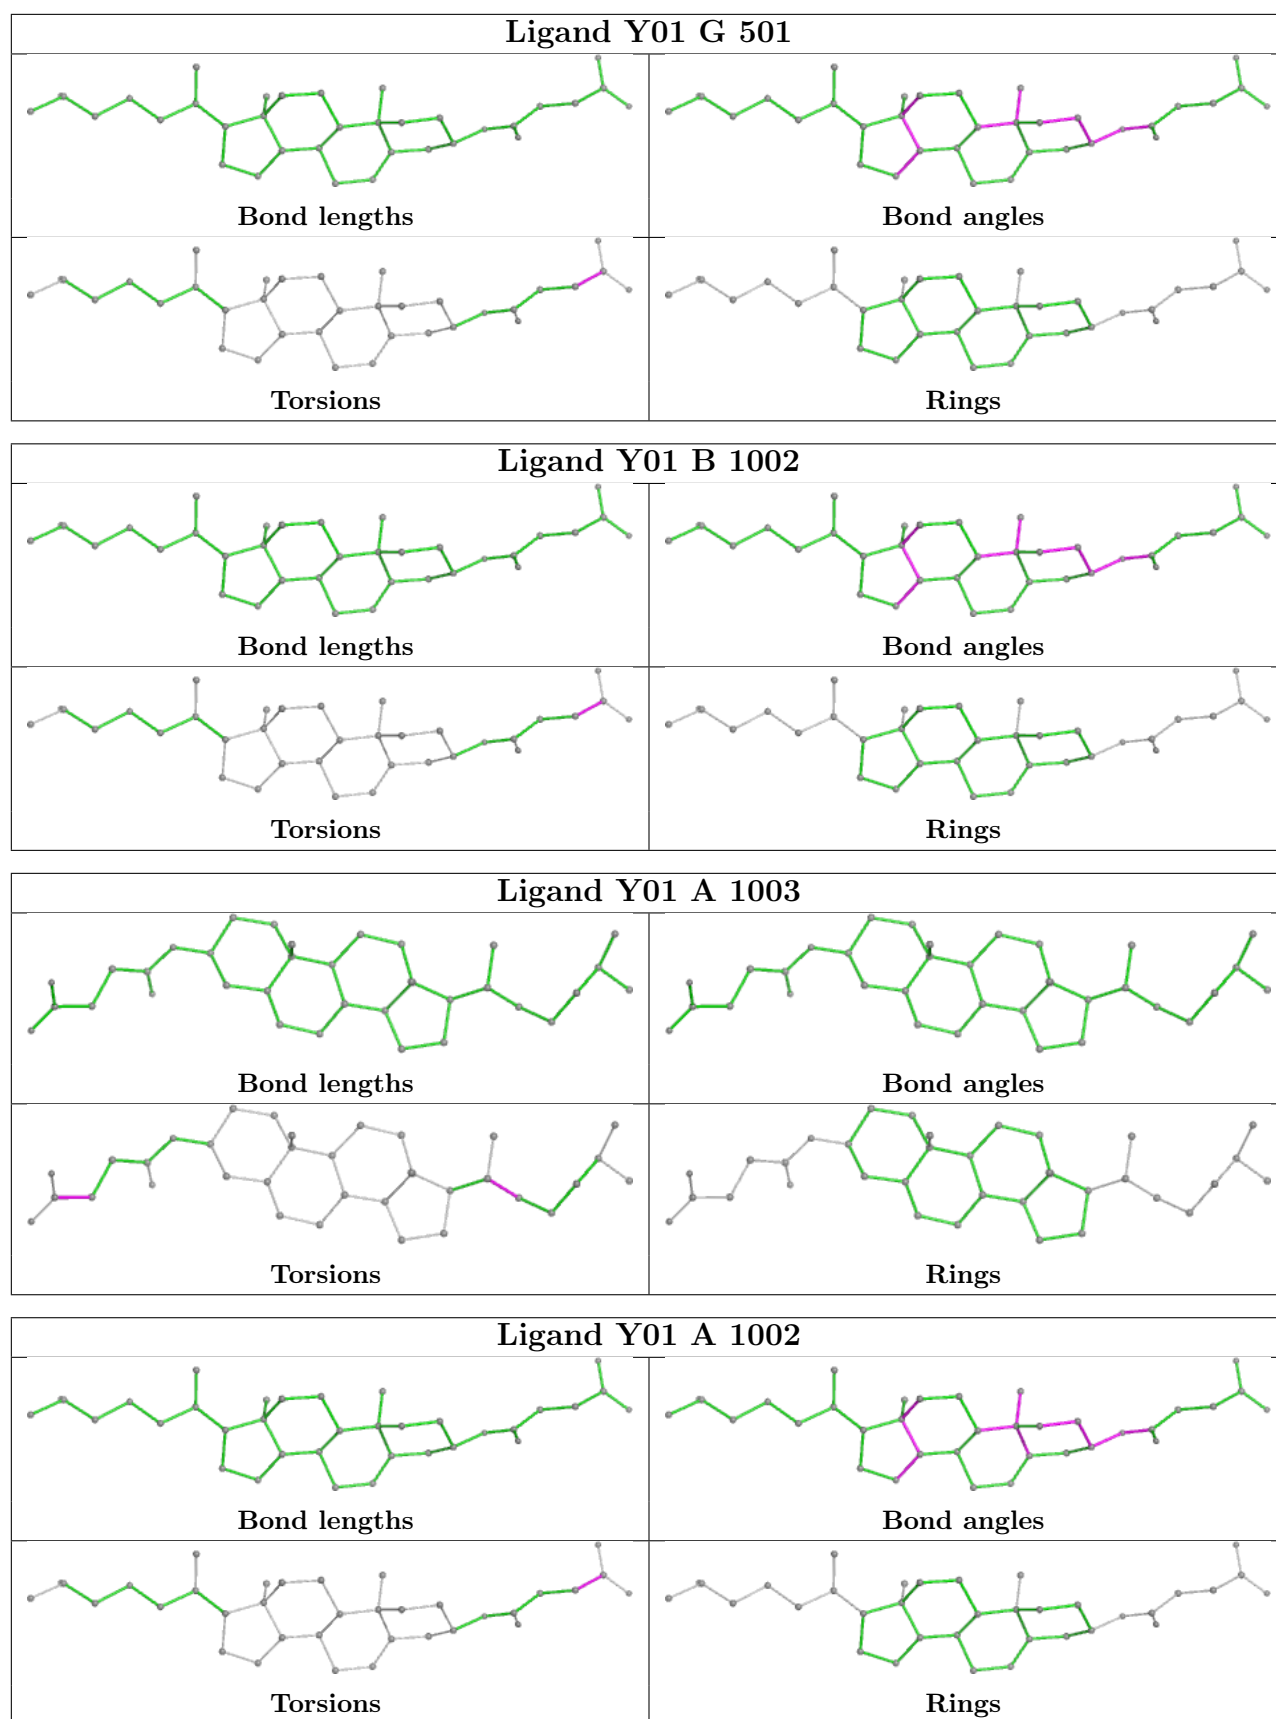 Ligand Y01 G 501
Bond lengths
Bond angles
Torsions
Rings
Ligand Y01 B 1002
Bond lengths
Bond angles
Torsions
Rings
Ligand Y01 A 1003
Bond lengths
Bond angles
Torsions
Rings
Ligand Y01 A 1002
Bond lengths
Bond angles
Torsions
Rings